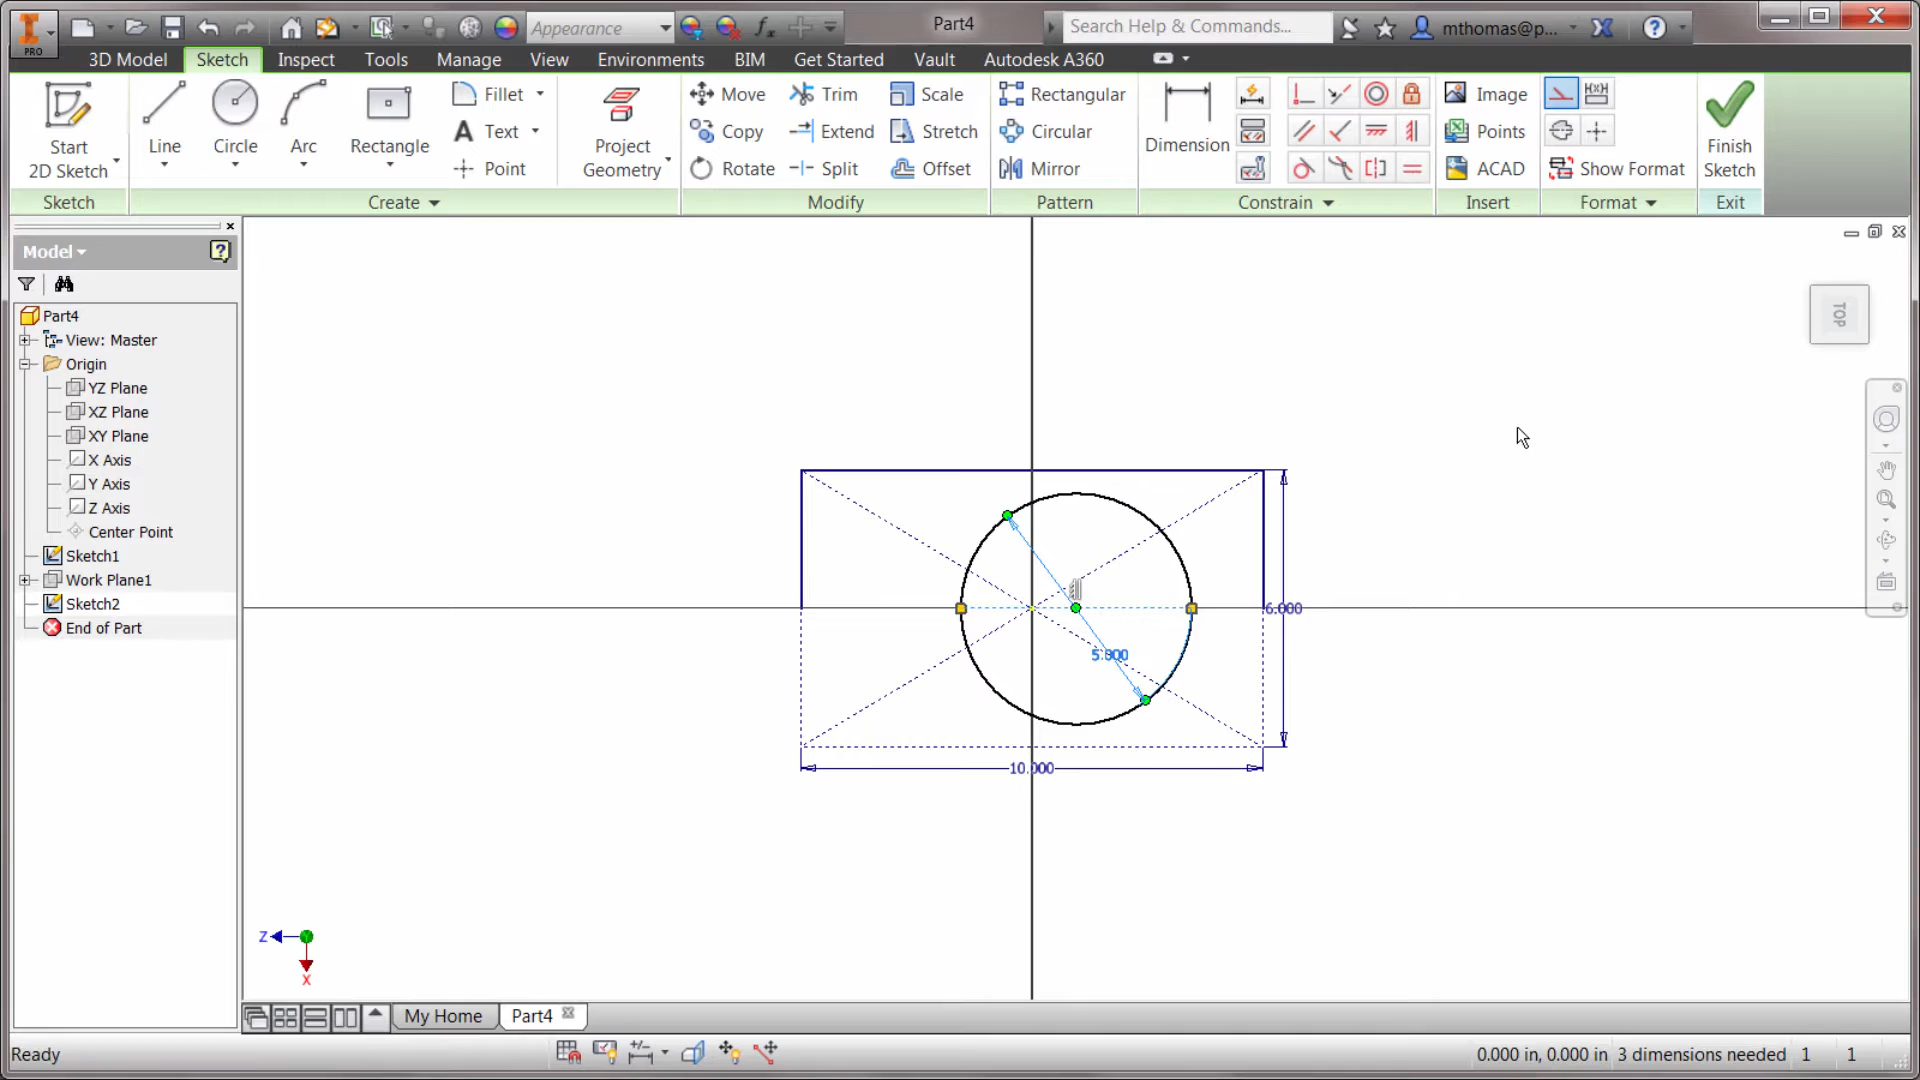 PRO
Appearance
Part4
Search Help & Commands...
mthomas@p...
3D Model
Sketch
Inspect
Tools
Manage
View
Environments
BIM
Get Started
Vault
Autodesk A360
Start
2D Sketch
Line
Circle
Arc
Rectangle
Fillet
Text
Point
Project
Geometry
Move
Copy
Rotate
Trim
Extend
Split
Scale
Stretch
Offset
Rectangular
Circular
Mirror
Dimension
Image
Points
ACAD
Show Format
Finish
Sketch
Sketch
Create
Modify
Pattern
Constrain
Insert
Format
Exit
Model
Part4
View: Master
Origin
YZ Plane
XZ Plane
XY Plane
X Axis
Y Axis
Z Axis
Center Point
Sketch1
Work Plane1
Sketch2
End of Part
TOP
6.000
5.000
10.000
Z
X
My Home
Part4
Ready
0.000 in, 0.000 in
3 dimensions needed
1
1